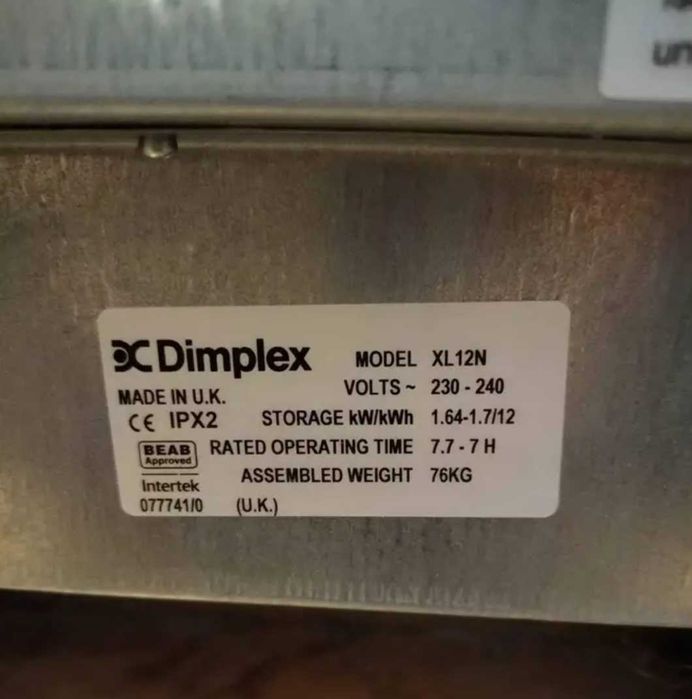 un
Dimplex
MODEL XL12N
MADE IN U.K.
VOLTS ~ 230 - 240
CE IPX2
STORAGE kW/kWh 1.64-1.7/12
BEAB
Approved
RATED OPERATING TIME 7.7 - 7 H
Intertek
ASSEMBLED WEIGHT 76KG
077741/0 (U.K.)